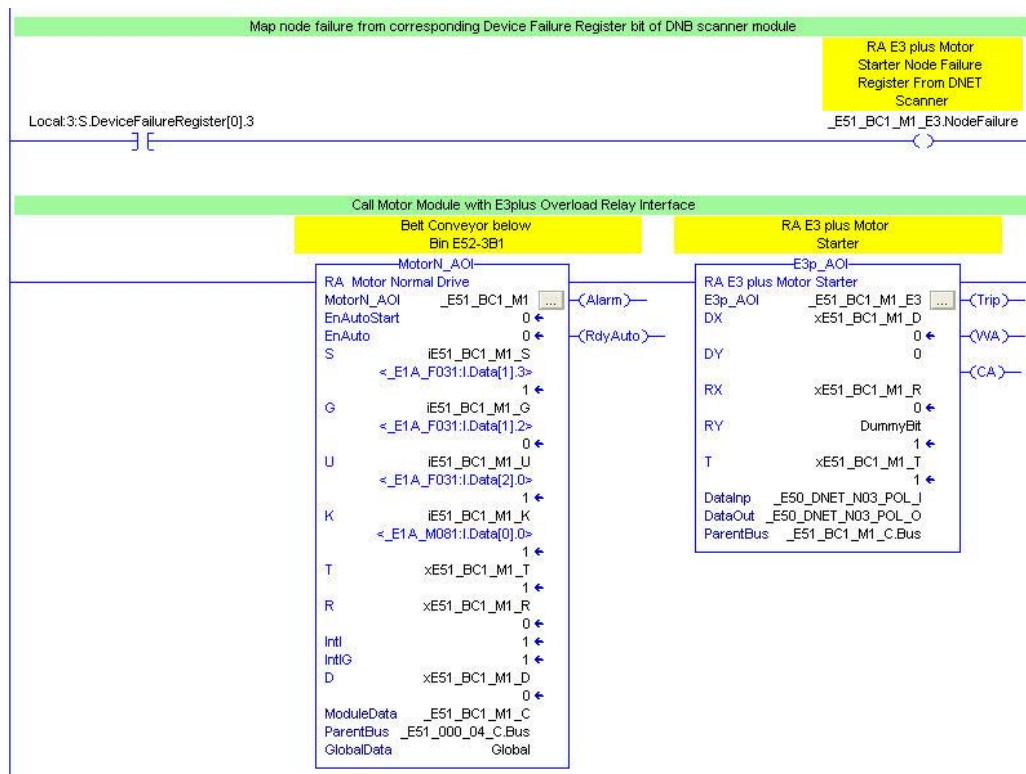 Map node failure from corresponding Device Failure Register bit of DNB scanner module
RA E3 plus Motor
Starter Node Failure
Register From DNET
Scanner
Local:3:S.DeviceFailureRegister[0].3
_E51_BC1_M1_E3.NodeFailure
Call Motor Module with E3plus Overload Relay Interface
Belt Conveyor below
Bin E52-3B1
MotorN_AOI
RA Motor Normal Drive
MotorN_AOI _E51_BC1_M1 ...
EnAutoStart
0
EnAuto
0
S iE51_BC1_M1_S
<_E1A_F031:I.Data[1].3>
1
G iE51_BC1_M1_G
<_E1A_F031:I.Data[1].2>
0
U iE51_BC1_M1_U
<_E1A_F031:I.Data[2].0>
1
K iE51_BC1_M1_K
<_E1A_M081:I.Data[0].0>
1
T xE51_BC1_M1_T
1
R xE51_BC1_M1_R
0
Intl 1
IntlG 1
D xE51_BC1_M1_D
0
ModuleData _E51_BC1_M1_C
ParentBus _E51_000_04_C.Bus
GlobalData Global
Alarm
RdyAuto
RA E3 plus Motor
Starter
E3p_AOI
RA E3 plus Motor Starter
E3p_AOI _E51_BC1_M1_E3 ...
DX xE51_BC1_M1_D
0
DY 0
RX xE51_BC1_M1_R
0
RY DummyBit
1
T xE51_BC1_M1_T
1
DataInp _E50_DNET_N03_POL_I
DataOut _E50_DNET_N03_POL_O
ParentBus _E51_BC1_M1_C.Bus
Trip
WA
CA